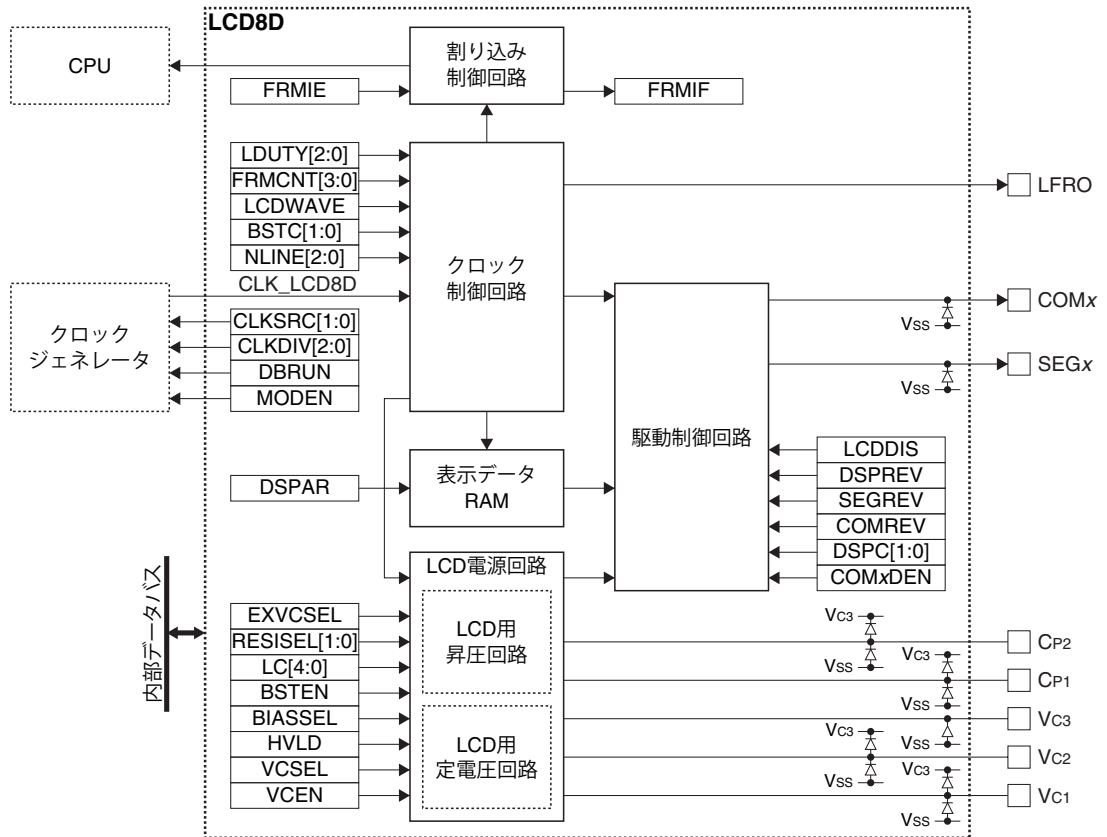 LCD8D
CPU
割り込み
制御回路
FRMIE
FRMIF
LDUTY[2:0]
FRMCNT[3:0]
LCDWAVE
BSTC[1:0]
NLINE[2:0]
CLK_LCD8D
クロック
制御回路
LFRO
クロック
ジェネレータ
CLKSRC[1:0]
CLKDIV[2:0]
DBRUN
MODEN
COMx
VSS
SEGx
VSS
駆動制御回路
DSPAR
表示データ
RAM
LCDDIS
DSPREV
SEGREV
COMREV
DSPC[1:0]
COMxDEN
内部データバス
LCD電源回路
EXVCSEL
RESISEL[1:0]
LC[4:0]
BSTEN
BIASSEL
HVLD
VCSEL
VCEN
LCD用
昇圧回路
LCD用
定電圧回路
VC3
VSS
CP2
VC3
VSS
CP1
VC3
VSS
VC3
VSS
VC2
VC3
VSS
VC1